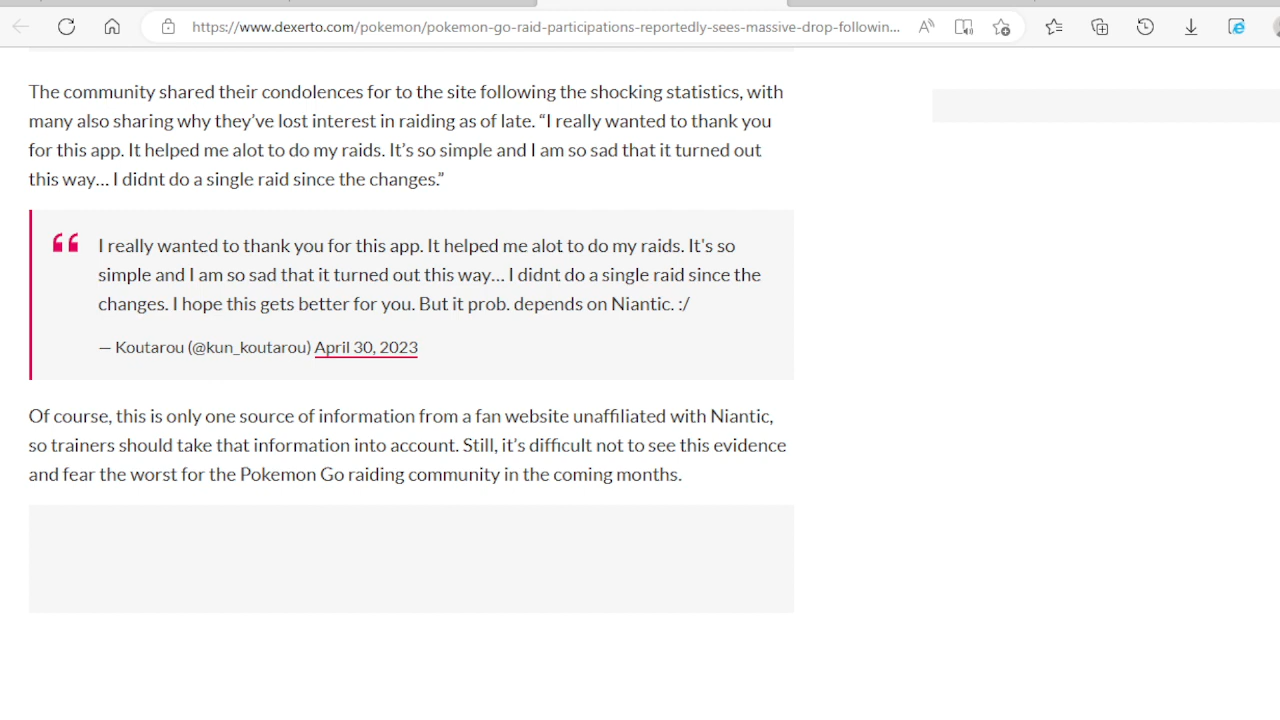 https://www.dexerto.com/pokemon/pokemon-go-raid-participations-reportedly-sees-massive-drop-followin...
The community shared their condolences for to the site following the shocking statistics, with
many also sharing why they’ve lost interest in raiding as of late. “I really wanted to thank you
for this app. It helped me alot to do my raids. It’s so simple and I am so sad that it turned out
this way… I didnt do a single raid since the changes.”
I really wanted to thank you for this app. It helped me alot to do my raids. It's so
simple and I am so sad that it turned out this way… I didnt do a single raid since the
changes. I hope this gets better for you. But it prob. depends on Niantic. :/
— Koutarou (@kun_koutarou) April 30, 2023
Of course, this is only one source of information from a fan website unaffiliated with Niantic,
so trainers should take that information into account. Still, it’s difficult not to see this evidence
and fear the worst for the Pokemon Go raiding community in the coming months.